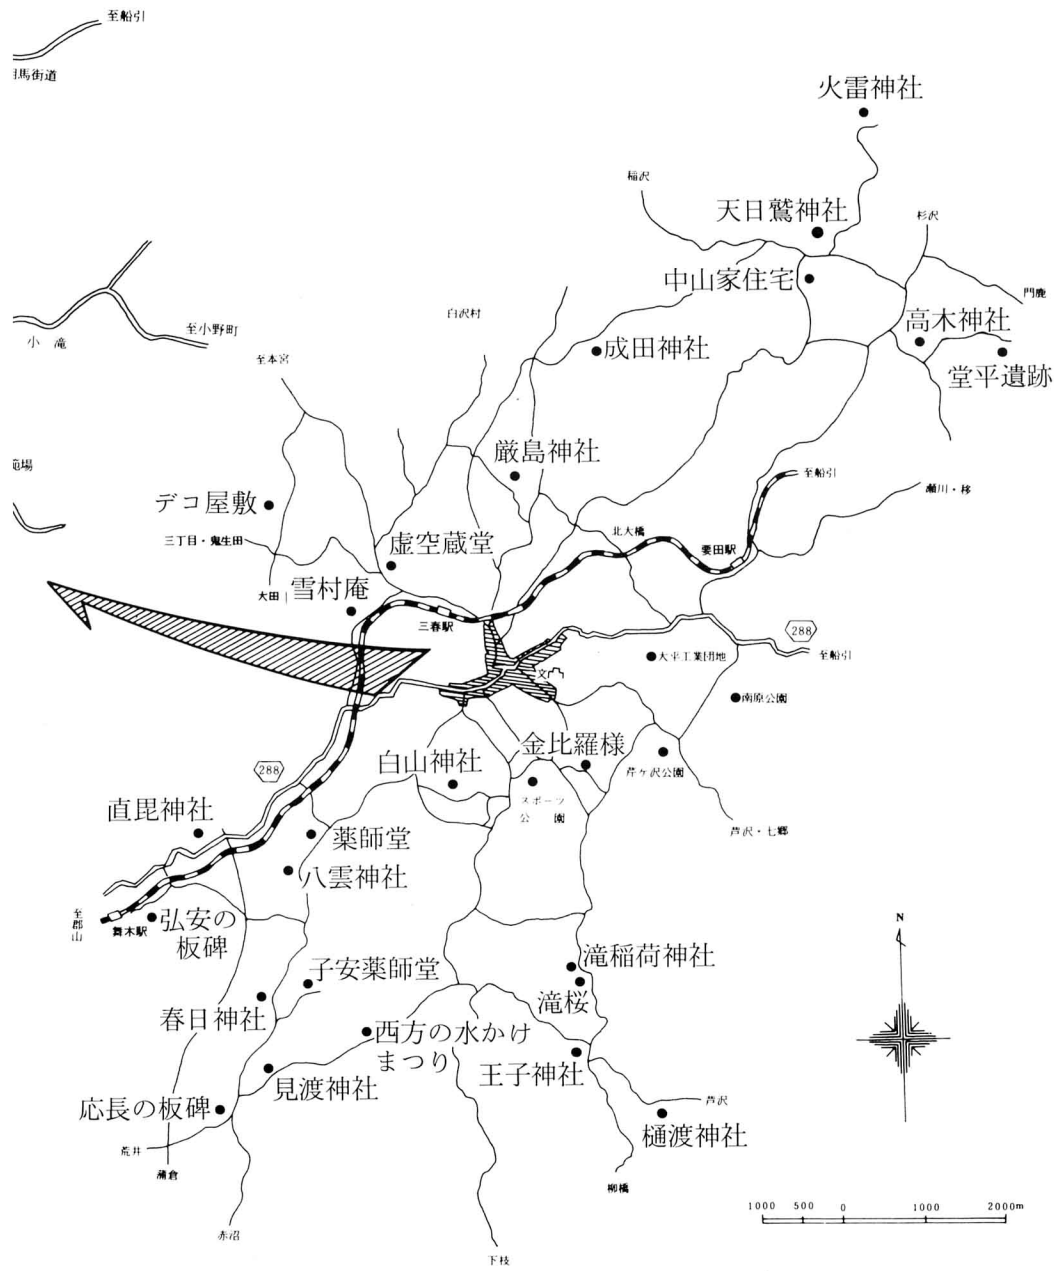 至船引
馬街道
火雷神社
稲沢
天日鷲神社
杉沢
中山家住宅
門鹿
白沢村
至小野町
小滝
高木神社
成田神社
至本宮
堂平遺跡
厳島神社
場
至船引
瀬川・移
デコ屋敷
北大橋
三丁目・鬼生田
虚空蔵堂
要田駅
雪村庵
大田
三春駅
288
至船引
大平工業団地
文
南原公園
金比羅様
白山神社
288
芹ケ沢公園
スポーツ
公園
直毘神社
芦沢・七郷
薬師堂
八雲神社
至郡山
舞木駅
弘安の
板碑
N
滝稲荷神社
子安薬師堂
滝桜
春日神社
西方の水かけ
まつり
王子神社
見渡神社
応長の板碑
芦沢
樋渡神社
荒井
蒲倉
柳橋
1000 500 0 1000 2000m
赤沼
下枝